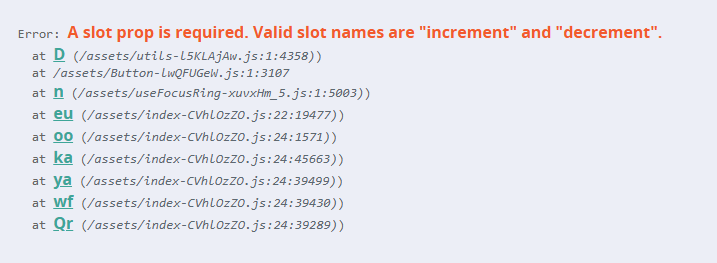 Error: A slot prop is required. Valid slot names are "increment" and "decrement".
at D (/assets/utils-l5KLAjAw.js:1:4358))
at /assets/Button-lwQFUGeW.js:1:3107
at n (/assets/useFocusRing-xuvxHm_5.js:1:5003))
at eu (/assets/index-CVhlOzZO.js:22:19477))
at oo (/assets/index-CVhlOzZO.js:24:1571))
at ka (/assets/index-CVhlOzZO.js:24:45663))
at ya (/assets/index-CVhlOzZO.js:24:39499))
at wf (/assets/index-CVhlOzZO.js:24:39430))
at Qr (/assets/index-CVhlOzZO.js:24:39289))